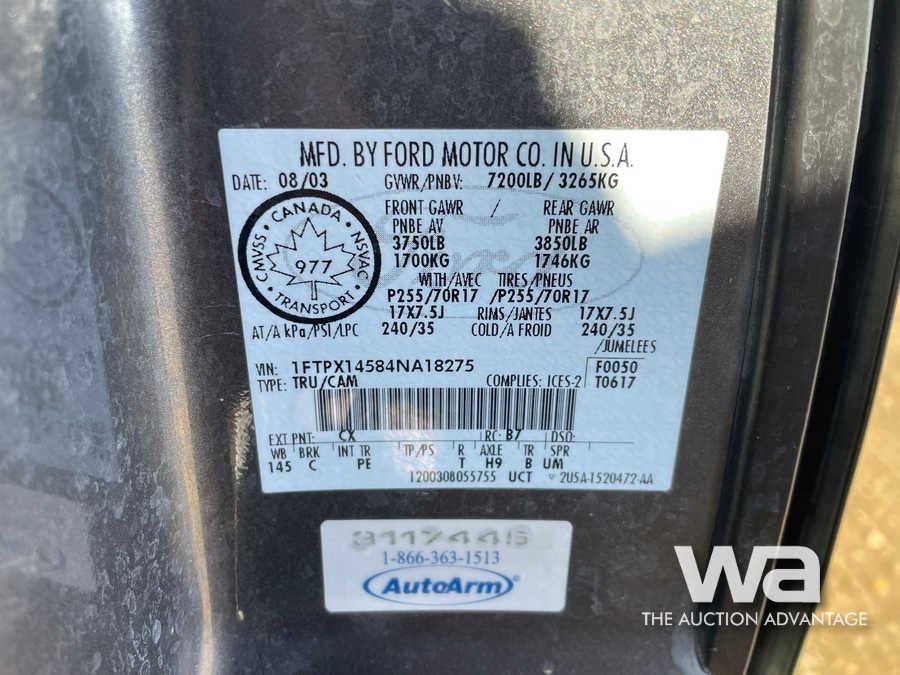 MFD. BY FORD MOTOR CO. IN U.S.A.
DATE: 08/03 GVWR/PNBV: 7200LB/ 3265KG
FRONT GAWR / REAR GAWR
PNBE AV PNBE AR
3750LB 3850LB
1700KG 1746KG
WITH/AVEC TIRES/PNEUS
P255/70R17 /P255/70R17
17X7.5J RIMS/JANTES 17X7.5J
AT/A kPa/PSI/LPC 240/35 COLD/A FROID 240/35
/JUMELEES
CANADA
CMVSS NSVAC
977
TRANSPORT
VIN: 1FTPX14584NA18275 F0050
TYPE: TRU/CAM COMPLIES: ICES-2 T0617
EXT PNT: CX RC: B7 DSO:
WB BRK INT TR TP/PS R AXLE TR SPR
145 C PE T H9 B UM
1200308055755 UCT 2U5A-1520472-AA
3117445
1-866-363-1513
AutoArm®
wa
THE AUCTION ADVANTAGE